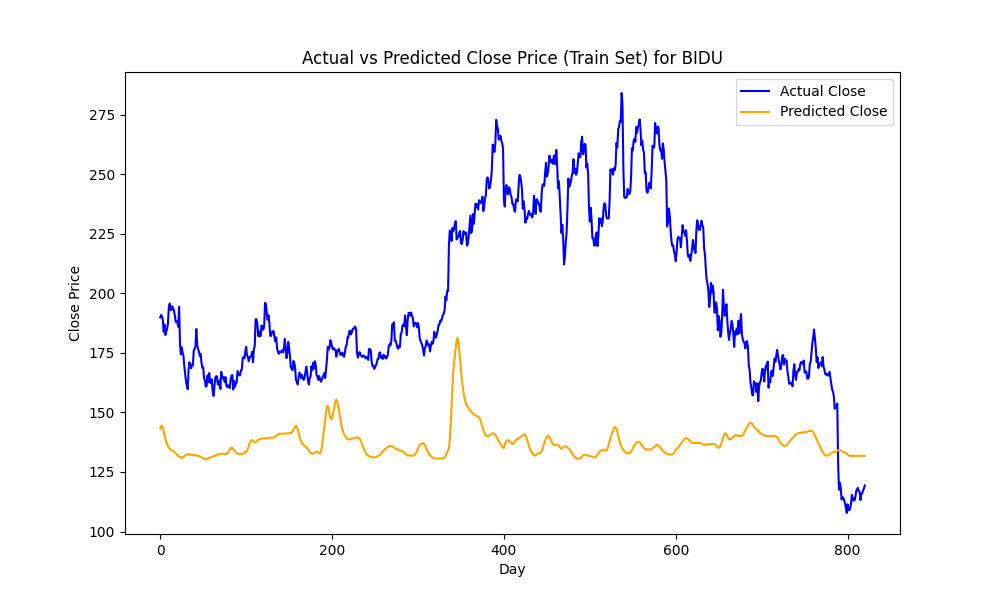 Actual vs Predicted Close Price (Train Set) for BIDU
Actual Close
Predicted Close
275
250
225
200
175
150
125
100
Close Price
0 200 400 600 800
Day